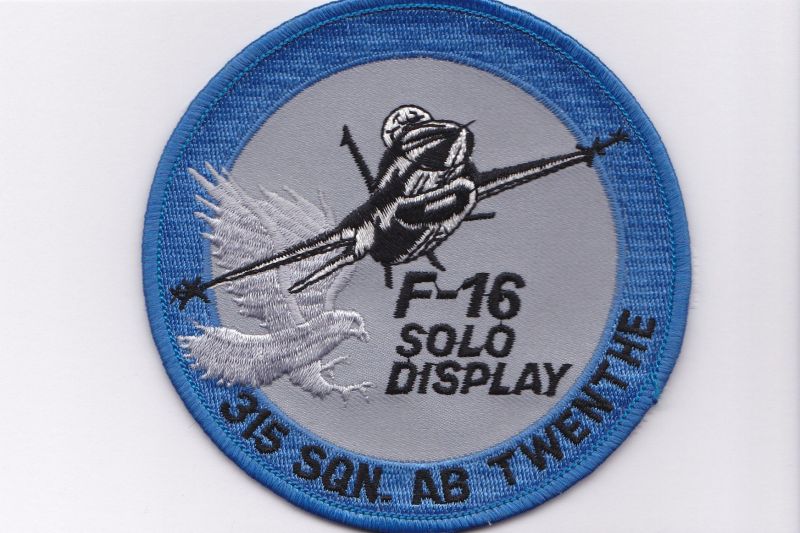 F-16
SOLO
DISPLAY
315 SQN. AB TWENTHE